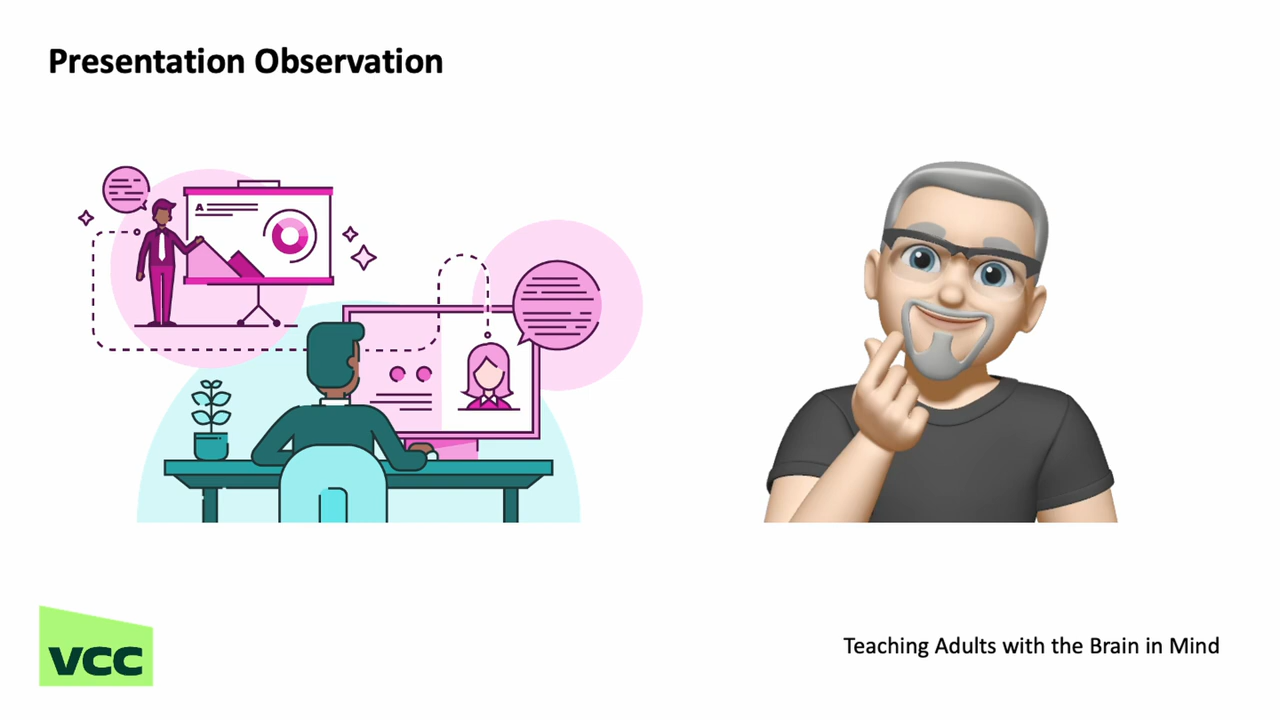 Presentation Observation
A
VCC
Teaching Adults with the Brain in Mind